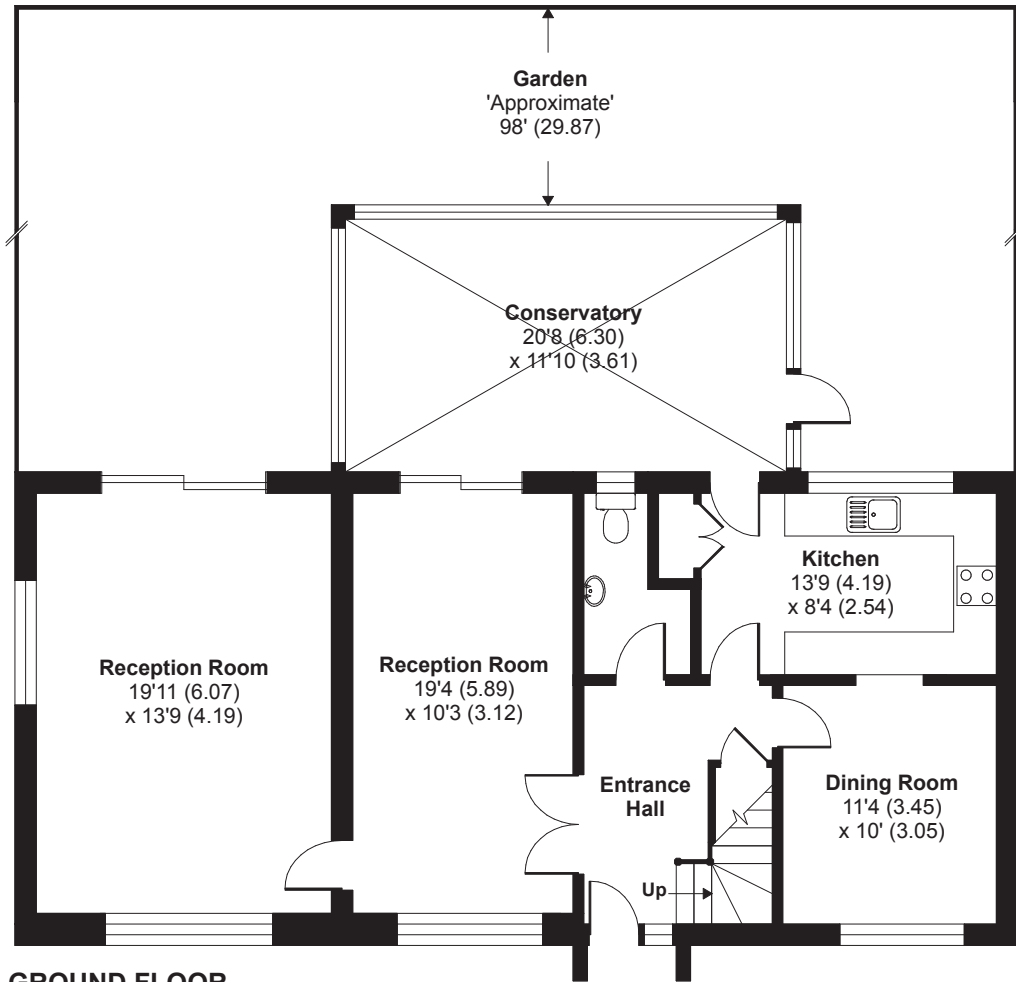 Garden
'Approximate'
98' (29.87)
Conservatory
20'8 (6.30)
x 11'10 (3.61)
Kitchen
13'9 (4.19)
x 8'4 (2.54)
Reception Room
19'11 (6.07)
x 13'9 (4.19)
Reception Room
19'4 (5.89)
x 10'3 (3.12)
Entrance
Hall
Dining Room
11'4 (3.45)
x 10' (3.05)
Up
GROUND FLOOR